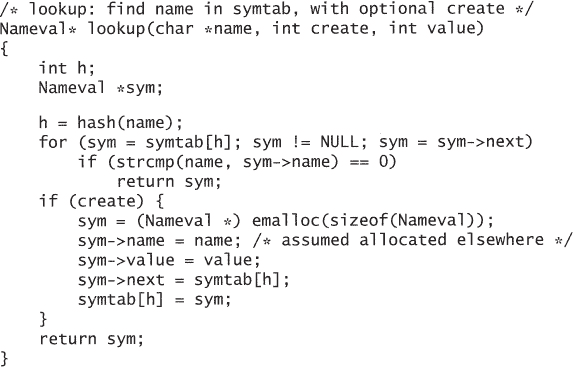 /* lookup: find name in symtab, with optional create */
Nameval* lookup(char *name, int create, int value)
{
    int h;
    Nameval *sym;

    h = hash(name);
    for (sym = symtab[h]; sym != NULL; sym = sym->next)
        if (strcmp(name, sym->name) == 0)
            return sym;
    if (create) {
        sym = (Nameval *) emalloc(sizeof(Nameval));
        sym->name = name; /* assumed allocated elsewhere */
        sym->value = value;
        sym->next = symtab[h];
        symtab[h] = sym;
    }
    return sym;
}